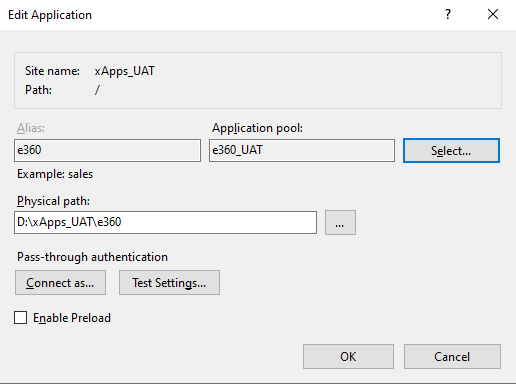 Edit Application
?
Site name: xApps_UAT
Path: /
Alias: Application pool:
e360 e360_UAT Select...
Example: sales
Physical path:
D:\xApps_UAT\e360 ...
Pass-through authentication
Connect as... Test Settings...
Enable Preload
OK Cancel